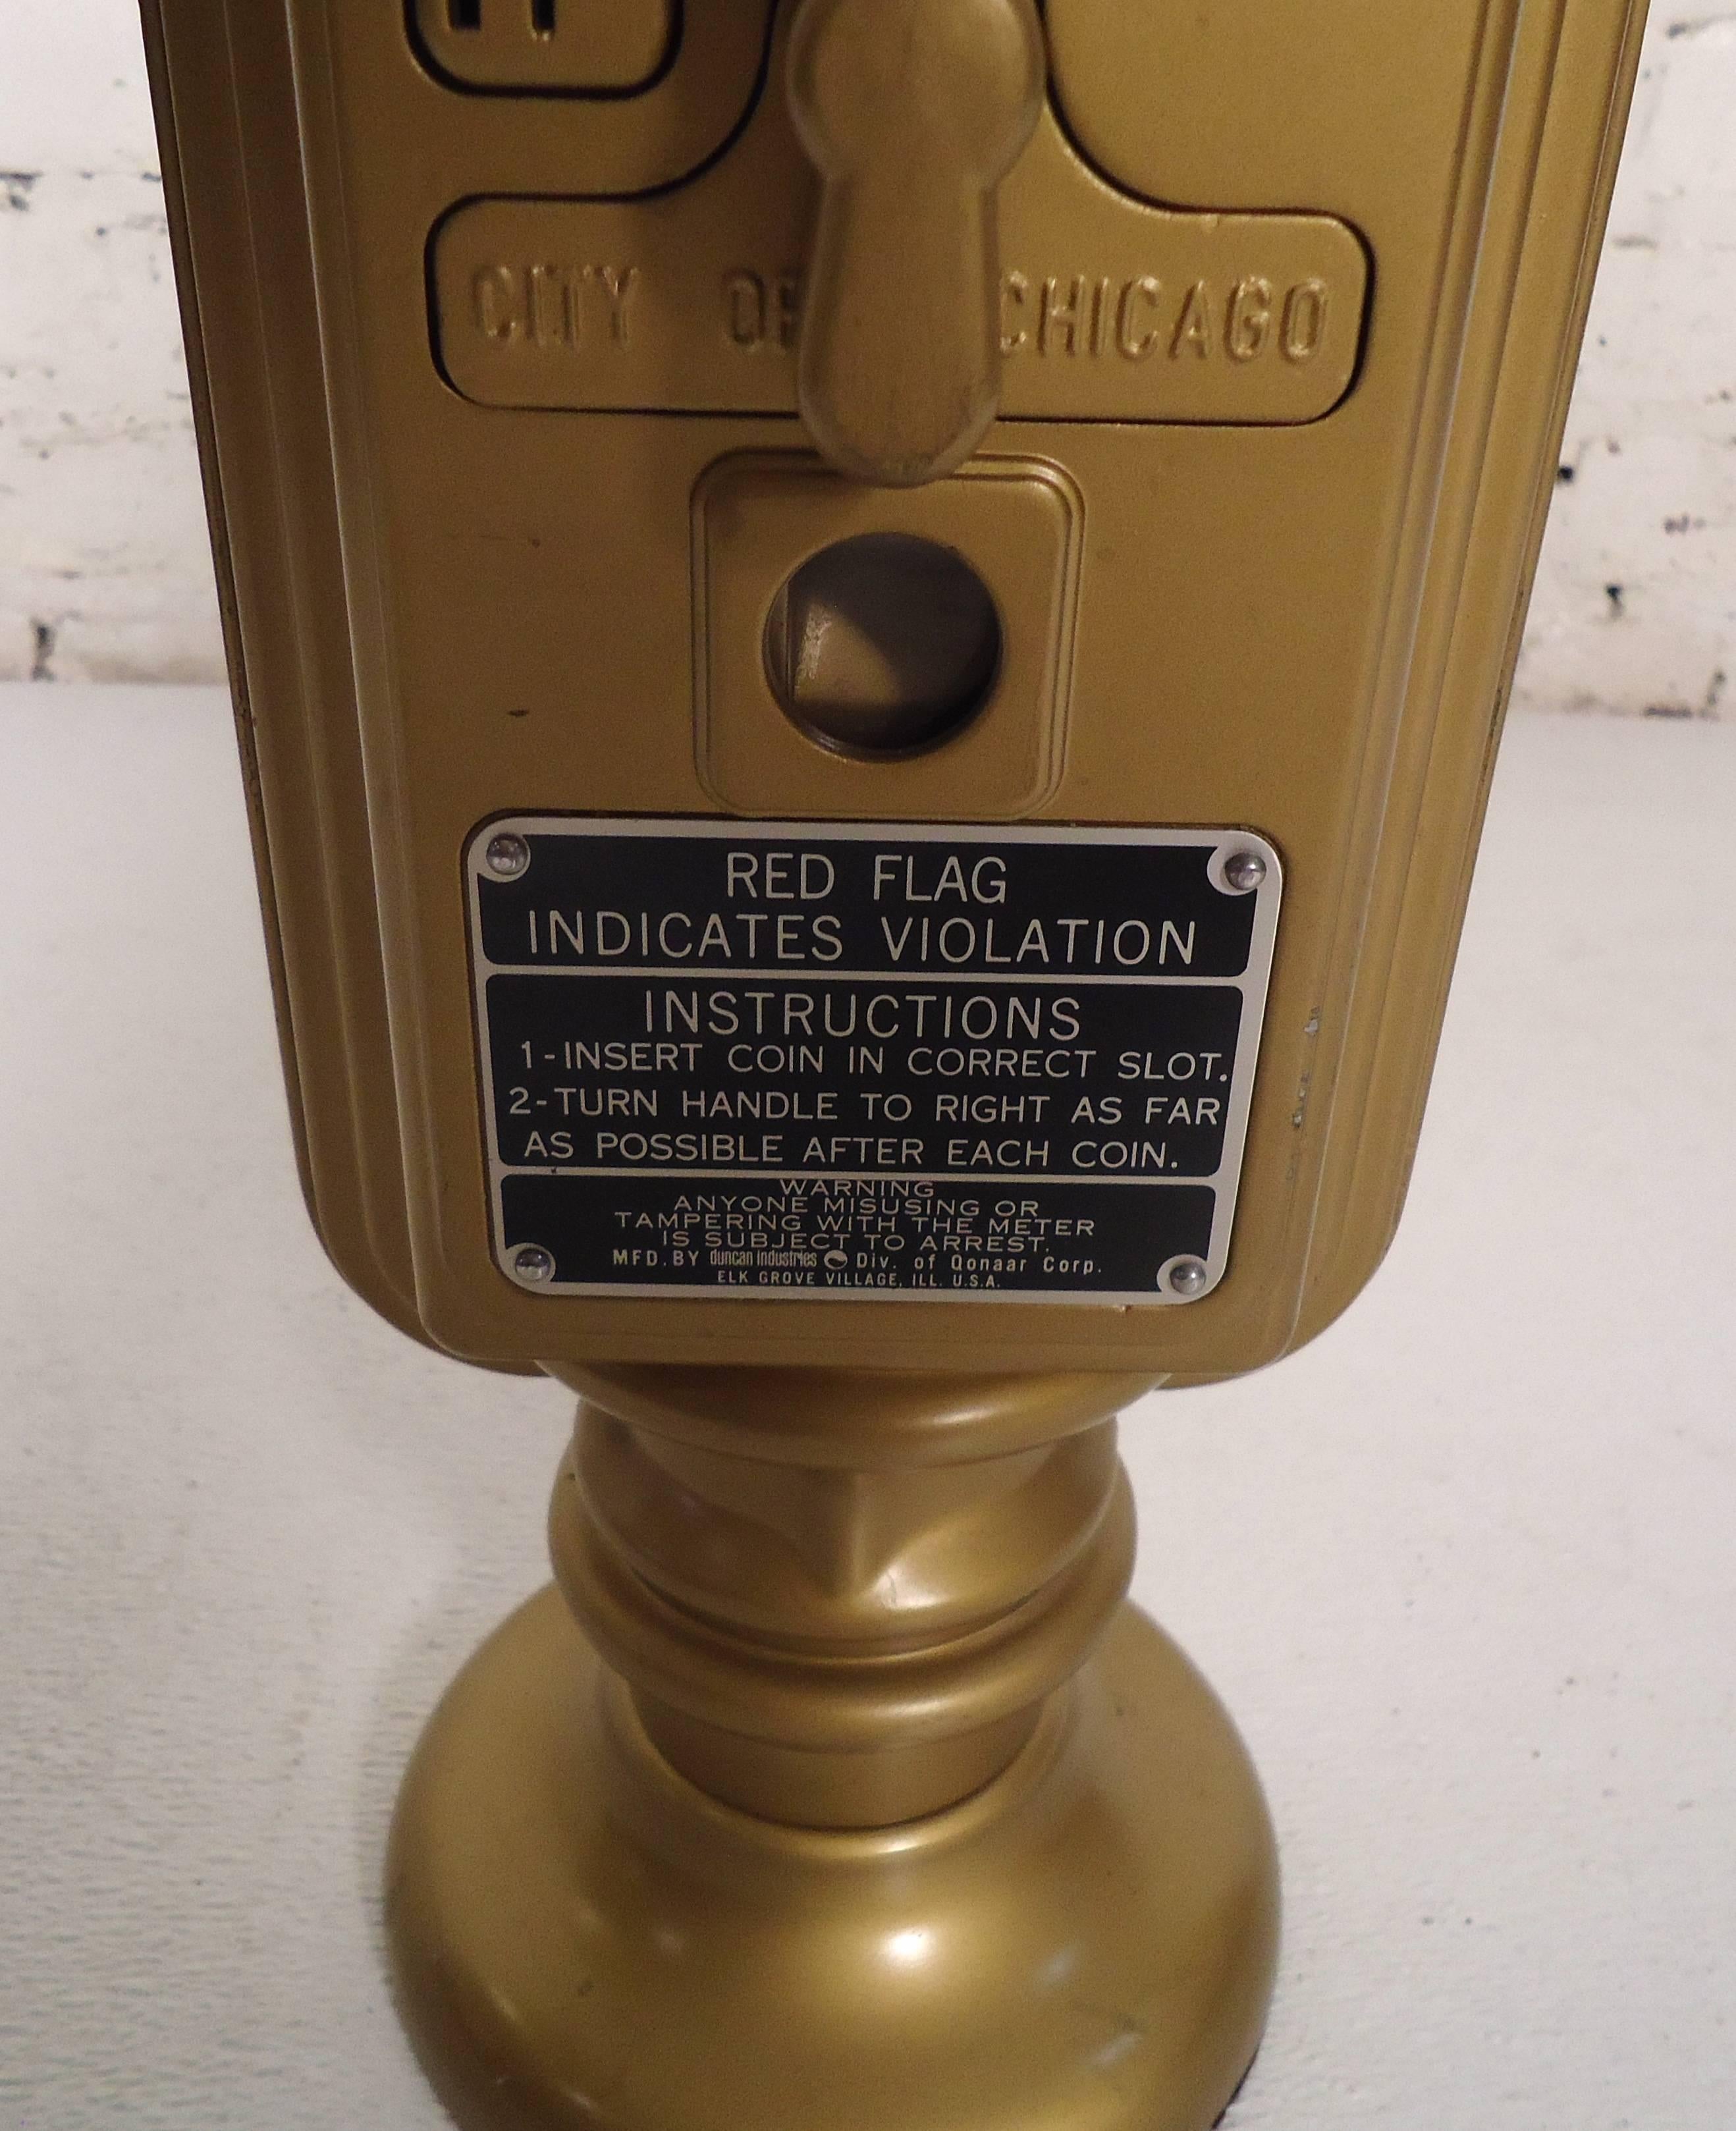 CITY OF CHICAGO
RED FLAG
INDICATES VIOLATION
INSTRUCTIONS
1-INSERT COIN IN CORRECT SLOT.
2-TURN HANDLE TO RIGHT AS FAR
AS POSSIBLE AFTER EACH COIN.
WARNING
ANYONE MISUSING OR
TAMPERING WITH THE METER
IS SUBJECT TO ARREST.
MFD. BY duncan industries Div. of Qonaar Corp.
ELK GROVE VILLAGE, ILL. U.S.A.